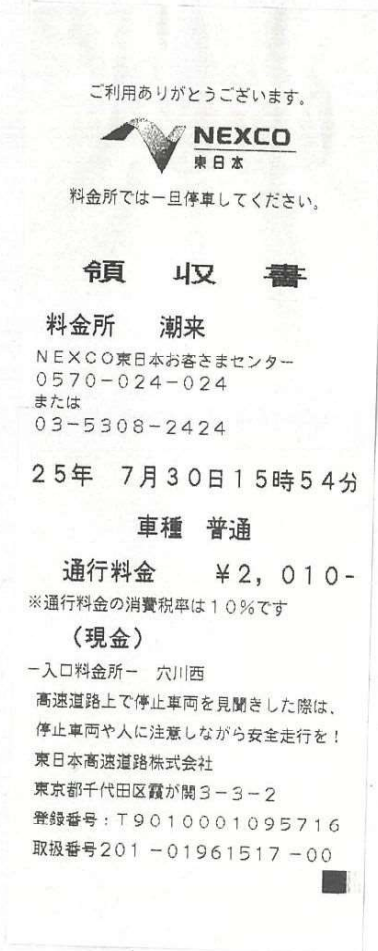 ご利用ありがとうございます。
NEXCO
東日本
料金所では一旦停車してください。
領収書
料金所 潮来
NEXCO東日本お客さまセンター
0570-024-024
または
03-5308-2424
25年 7月30日15時54分
車種 普通
通行料金 ¥2,010-
※通行料金の消費税率は10%です
(現金)
-入口料金所- 穴川西
高速道路上で停止車両を見聞きした際は、
停止車両や人に注意しながら安全走行を!
東日本高速道路株式会社
東京都千代田区霞が関3-3-2
登録番号:T9010001095716
取扱番号201-01961517-00